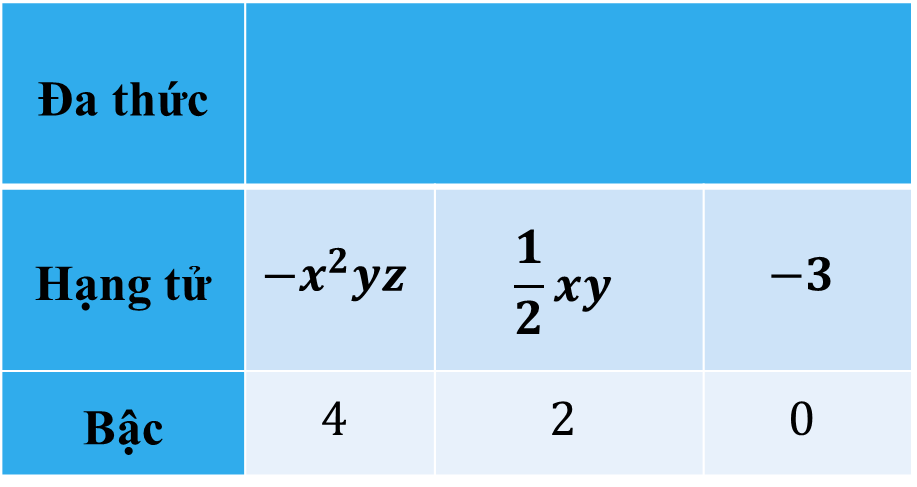 Đa thức
Hạng tử −x²yz 1/2 xy −3
Bậc 4 2 0